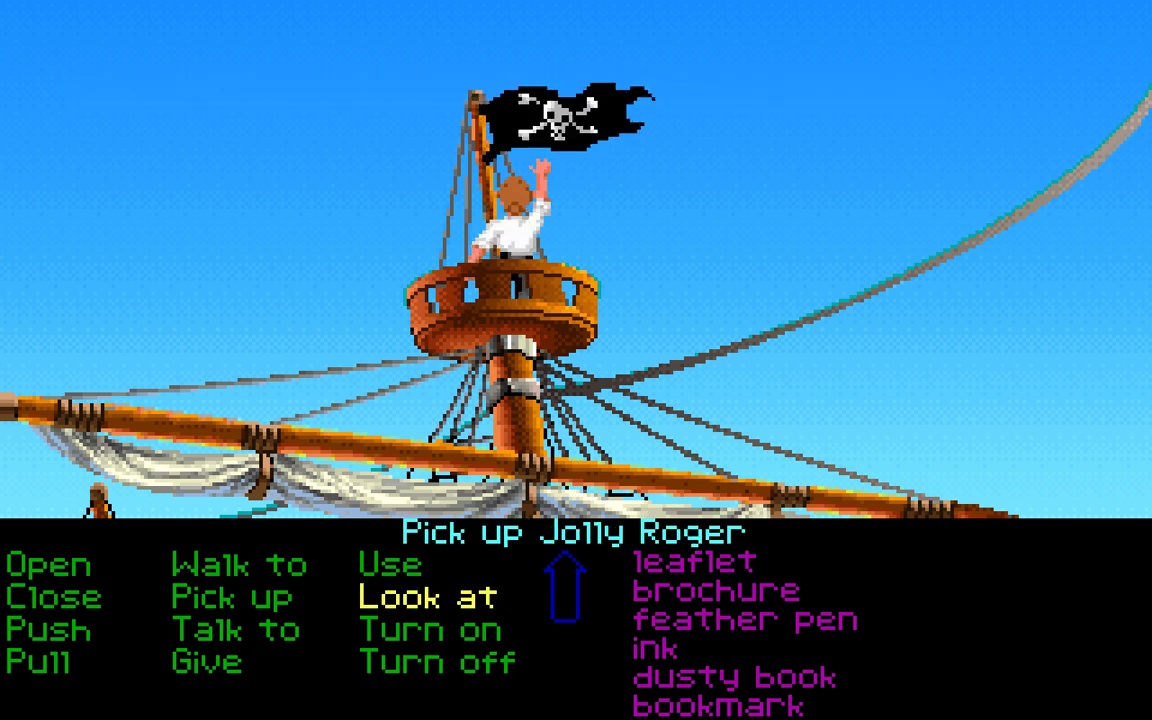 Pick up Jolly Roger
Open Walk to Use
Close Pick up Look at
Push Talk to Turn on
Pull Give Turn off
leaflet
brochure
feather pen
ink
dusty book
bookmark